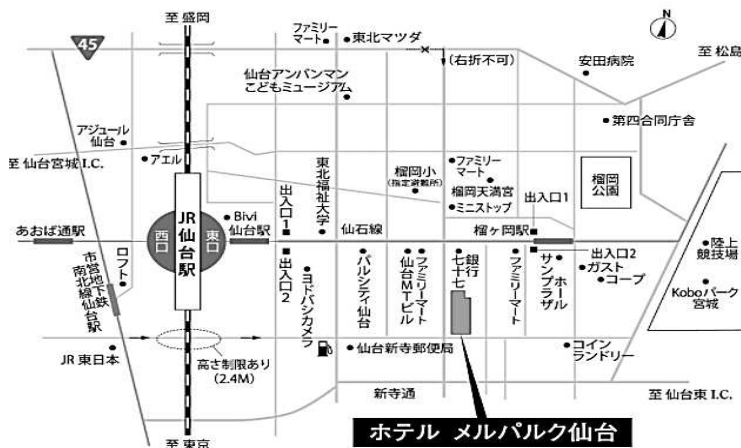 至 盛岡
45
ファミリー
マート
東北マツダ
(右折不可)
安田病院
至 松島
N
仙台アンパンマン
こどもミュージアム
第四合同庁舎
アジュール
仙台
至 仙台宮城 I.C.
アエル
出入口1
東北福祉大学
榴岡小
(指定避難所)
ファミリー
マート
榴岡天満宮
ミニストップ
出入口1
榴岡
公園
あおば通駅
西口
JR仙台駅
東口
Bivi
仙台駅
仙石線
榴ヶ岡駅
陸上
競技場
Koboパーク
宮城
市営地下鉄
南北線仙台駅
ロフト
出入口2
ヨドバシカメラ
パルシティ仙台
仙台MTビル
ファミリーマート
七十七
銀行
ファミリーマート
サンプラザ
ホール
出入口2
ガスト
コープ
JR 東日本
高さ制限あり
(2.4M)
仙台新寺郵便局
コイン
ランドリー
新寺通
至 仙台東 I.C.
至 東京
ホテル メルパルク仙台